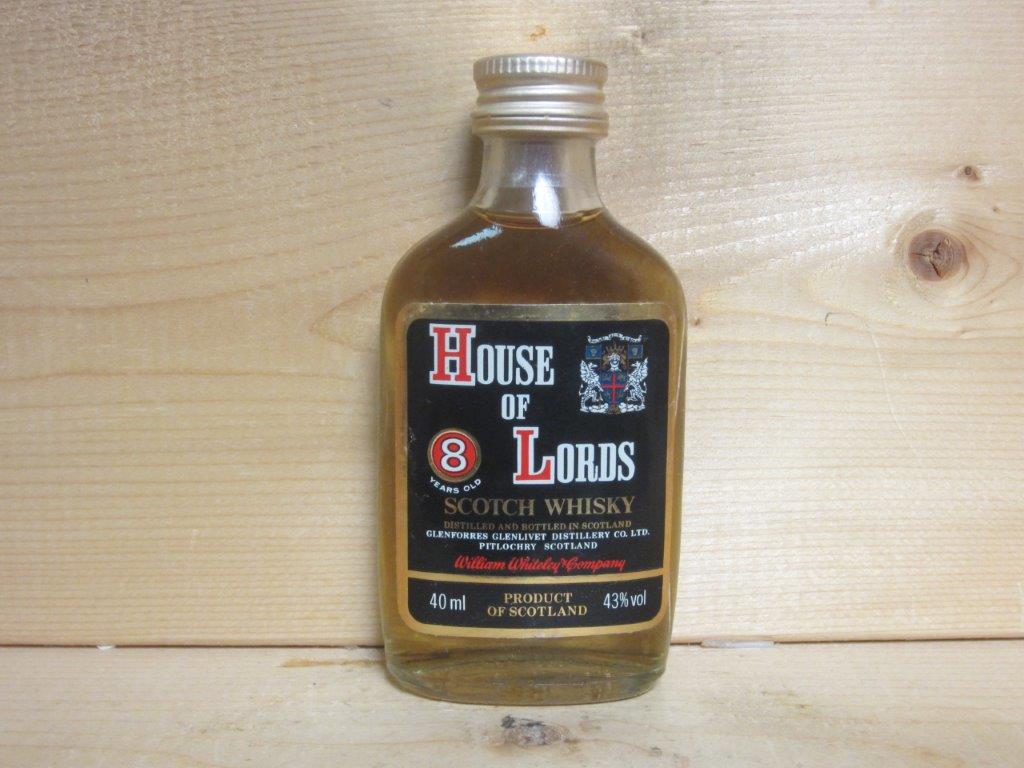 HOUSE
OF
LORDS
8
YEARS OLD
SCOTCH WHISKY
DISTILLED AND BOTTLED IN SCOTLAND
GLENFORRES GLENLIVET DISTILLERY CO. LTD.
PITLOCHRY SCOTLAND
William Whiteley & Company
40 ml
PRODUCT
OF SCOTLAND
43% vol